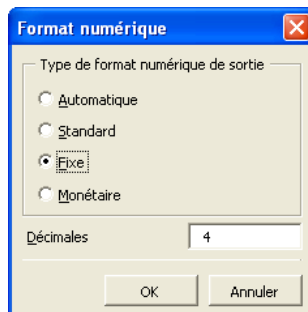 Format numérique
Type de format numérique de sortie
Automatique
Standard
Fixe
Monétaire
Décimales 4
OK Annuler